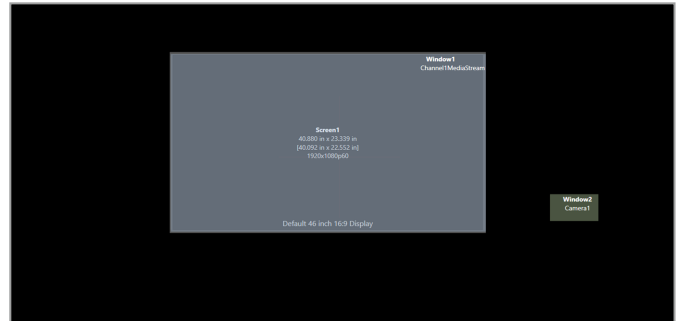 Window1
Channel1MediaStream
Screen1
40.880 in x 23.339 in
[40.092 in x 22.552 in]
1920x1080p60
Window2
Camera1
Default 46 inch 16:9 Display